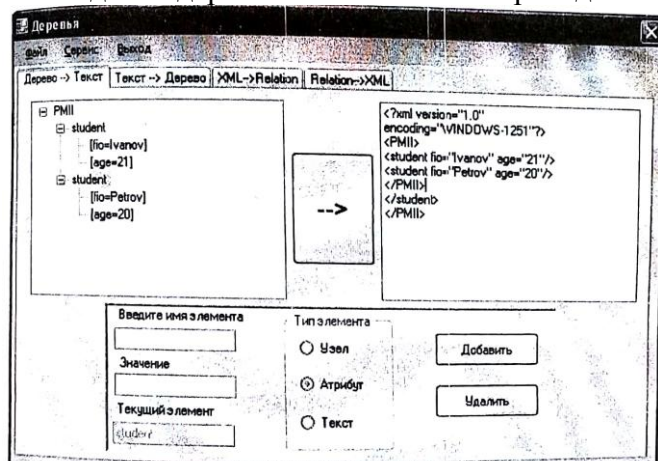 Деревья
Файл Сервис Выход
Дерево --> Текст Текст --> Дерево XML->Relation Relation->XML
PMII
student
[fio=Ivanov]
[age=21]
student
[fio=Petrov]
[age=20]
-->
<?xml version="1.0"
encoding="WINDOWS-1251"?>
<PMII>
<student fio="Ivanov" age="21"/>
<student fio="Petrov" age="20"/>
</PMII>
</student>
</PMII>
Введите имя элемента
Значение
Текущий элемент
student
Тип элемента
Узел
Атрибут
Текст
Добавить
Удалить